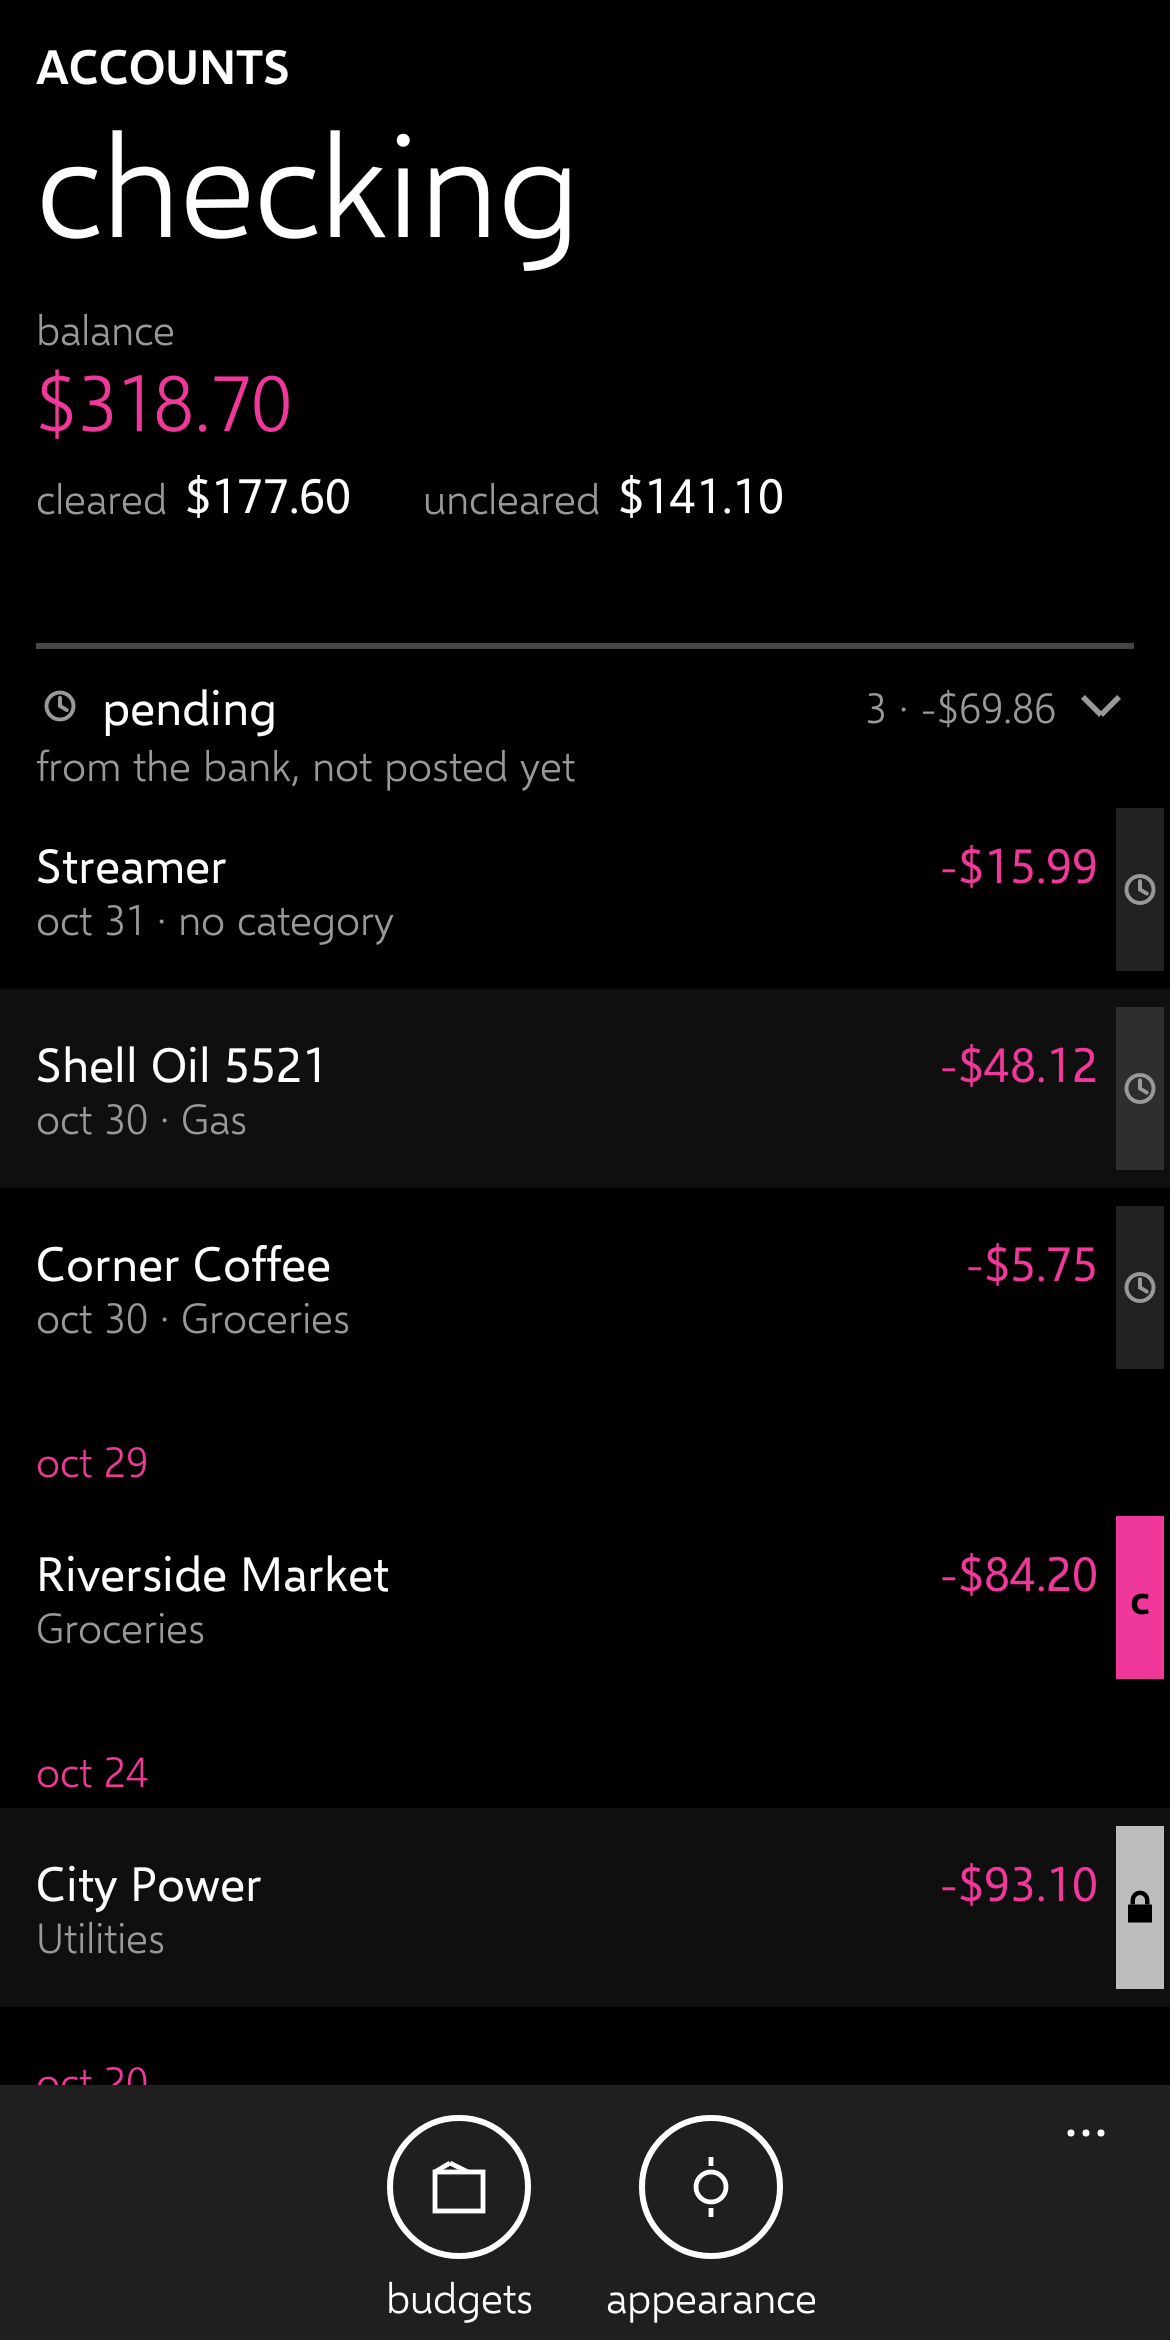 ACCOUNTS
checking
balance
$318.70
cleared $177.60 uncleared $141.10
pending 3 · -$69.86
from the bank, not posted yet
Streamer -$15.99
oct 31 · no category
Shell Oil 5521 -$48.12
oct 30 · Gas
Corner Coffee -$5.75
oct 30 · Groceries
oct 29
Riverside Market -$84.20
c
Groceries
oct 24
City Power -$93.10
Utilities
oct 20
budgets appearance